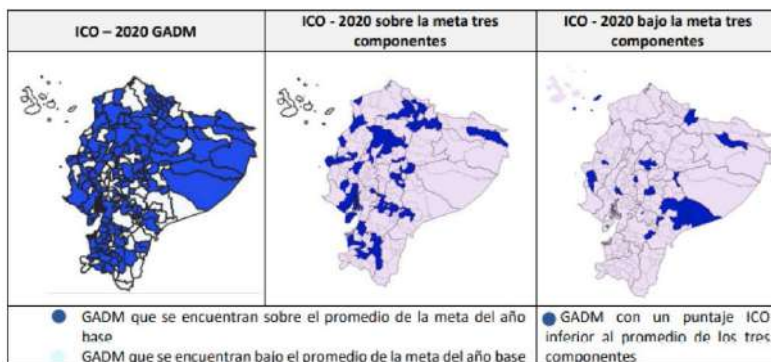 ICO – 2020 GADM
ICO - 2020 sobre la meta tres
componentes
ICO - 2020 bajo la meta tres
componentes
GADM que se encuentran sobre el promedio de la meta del año
base
GADM que se encuentran bajo el promedio de la meta del año base
GADM con un puntaje ICO
inferior al promedio de los tres
componentes